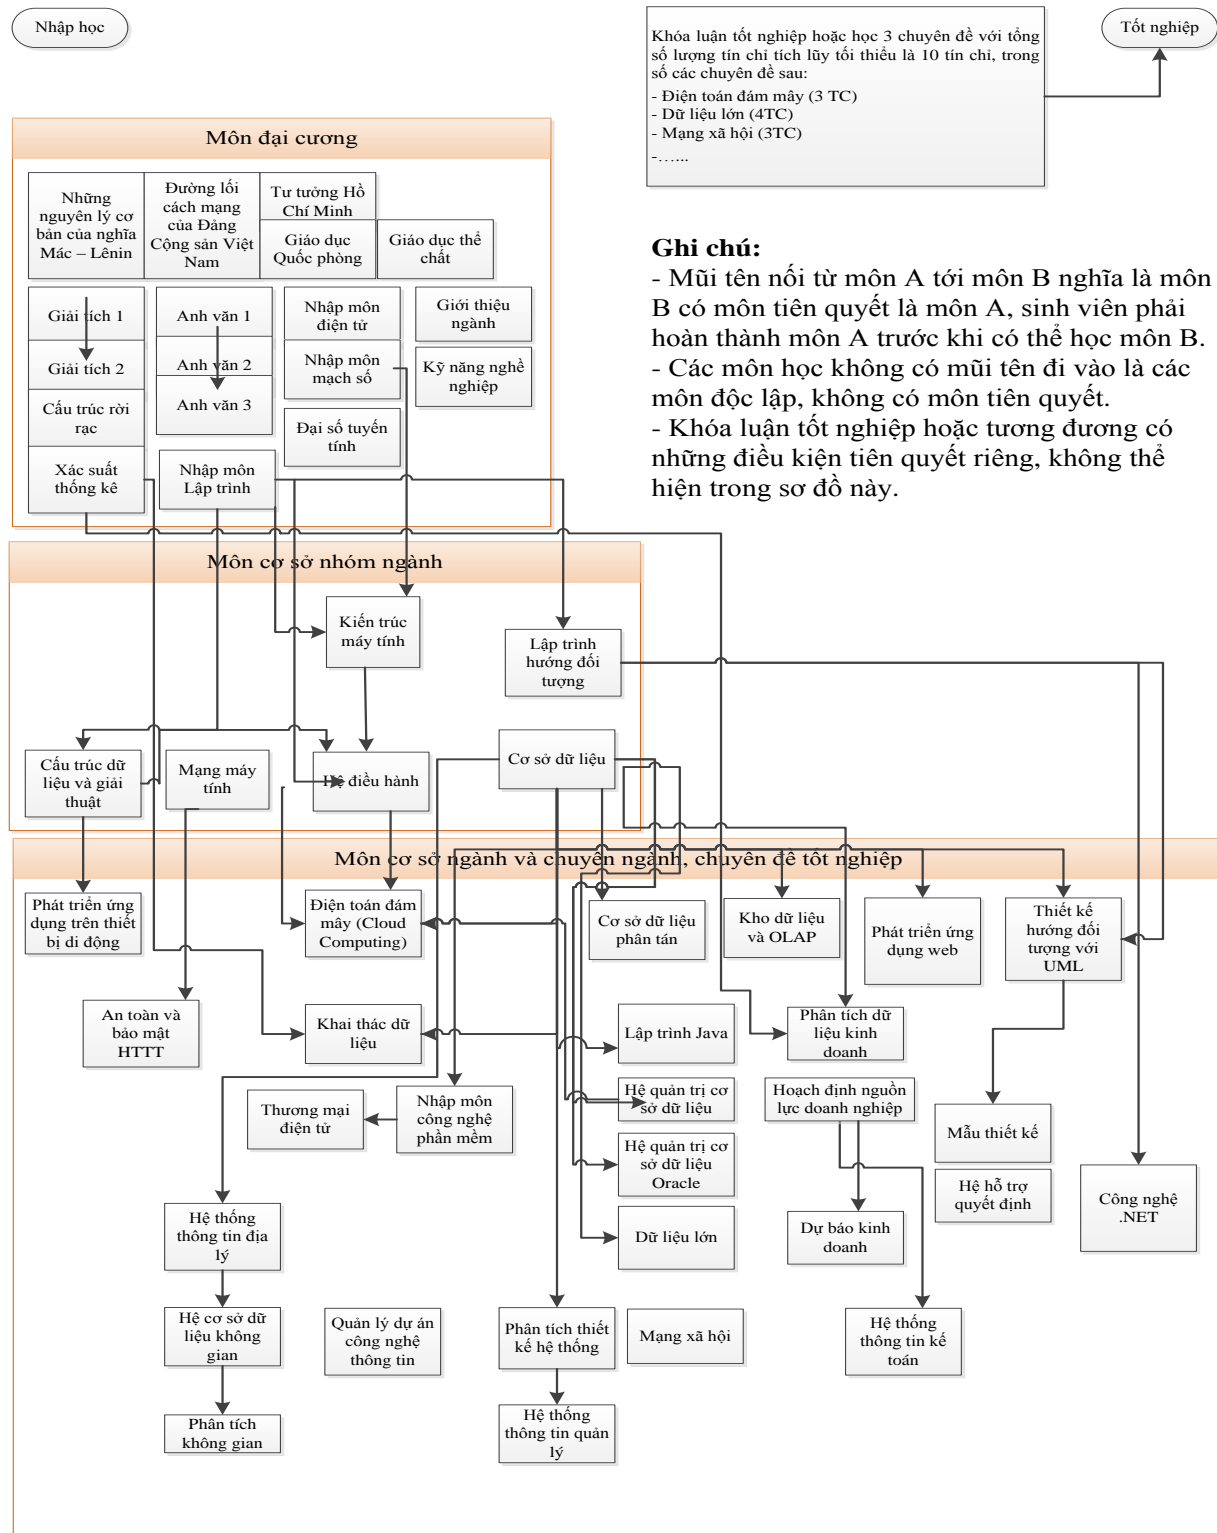 Nhập học
Khóa luận tốt nghiệp hoặc học 3 chuyên đề với tổng
số lượng tín chỉ tích lũy tối thiểu là 10 tín chỉ, trong
số các chuyên đề sau:
- Điện toán đám mây (3 TC)
- Dữ liệu lớn (4TC)
- Mạng xã hội (3TC)
-…...
Tốt nghiệp
Môn đại cương
Những
nguyên lý cơ
bản của nghĩa
Mác – Lênin
Đường lối
cách mạng
của Đảng
Cộng sản Việt
Nam
Tư tưởng Hồ
Chí Minh
Giáo dục
Quốc phòng
Giáo dục thể
chất
Giải tích 1
Giải tích 2
Cấu trúc rời
rạc
Xác suất
thống kê
Anh văn 1
Anh văn 2
Anh văn 3
Nhập môn
Lập trình
Nhập môn
điện tử
Nhập môn
mạch số
Đại số tuyến
tính
Giới thiệu
ngành
Kỹ năng nghề
nghiệp
Ghi chú:
- Mũi tên nối từ môn A tới môn B nghĩa là môn
B có môn tiên quyết là môn A, sinh viên phải
hoàn thành môn A trước khi có thể học môn B.
- Các môn học không có mũi tên đi vào là các
môn độc lập, không có môn tiên quyết.
- Khóa luận tốt nghiệp hoặc tương đương có
những điều kiện tiên quyết riêng, không thể
hiện trong sơ đồ này.
Môn cơ sở nhóm ngành
Kiến trúc
máy tính
Lập trình
hướng đối
tượng
Cấu trúc dữ
liệu và giải
thuật
Mạng máy
tính
Hệ điều hành
Cơ sở dữ liệu
Môn cơ sở ngành và chuyên ngành, chuyên đề tốt nghiệp
Phát triển ứng
dụng trên thiết
bị di động
Điện toán đám
mây (Cloud
Computing)
Cơ sở dữ liệu
phân tán
Kho dữ liệu
và OLAP
Phát triển ứng
dụng web
Thiết kế
hướng đối
tượng với
UML
An toàn và
bảo mật
HTTT
Khai thác dữ
liệu
Lập trình Java
Phân tích dữ
liệu kinh
doanh
Thương mại
điện tử
Nhập môn
công nghệ
phần mềm
Hệ quản trị cơ
sở dữ liệu
Hoạch định nguồn
lực doanh nghiệp
Mẫu thiết kế
Hệ quản trị cơ
sở dữ liệu
Oracle
Hệ hỗ trợ
quyết định
Công nghệ
.NET
Hệ thống
thông tin địa
lý
Dữ liệu lớn
Dự báo kinh
doanh
Hệ cơ sở dữ
liệu không
gian
Quản lý dự án
công nghệ
thông tin
Phân tích thiết
kế hệ thống
Mạng xã hội
Hệ thống
thông tin kế
toán
Phân tích
không gian
Hệ thống
thông tin quản
lý